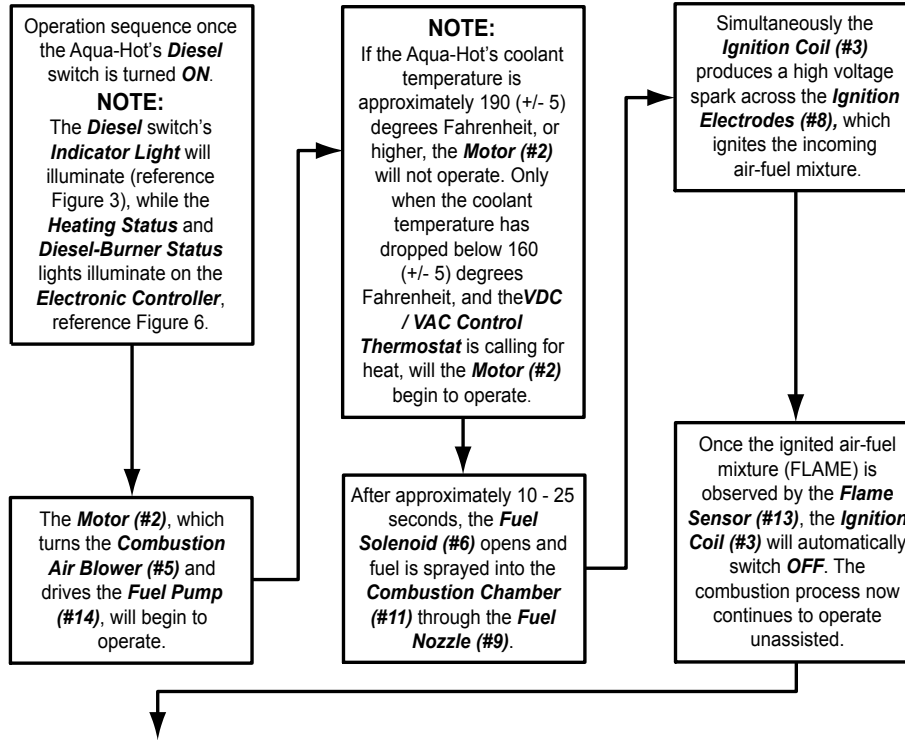 Operation sequence once
the Aqua-Hot's Diesel
switch is turned ON.
NOTE:
The Diesel switch's
Indicator Light will
illuminate (reference
Figure 3), while the
Heating Status and
Diesel-Burner Status
lights illuminate on the
Electronic Controller,
reference Figure 6.
The Motor (#2), which
turns the Combustion
Air Blower (#5) and
drives the Fuel Pump
(#14), will begin to
operate.
NOTE:
If the Aqua-Hot's coolant
temperature is
approximately 190 (+/- 5)
degrees Fahrenheit, or
higher, the Motor (#2)
will not operate. Only
when the coolant
temperature has
dropped below 160
(+/- 5) degrees
Fahrenheit, and theVDC
/ VAC Control
Thermostat is calling for
heat, will the Motor (#2)
begin to operate.
After approximately 10 - 25
seconds, the Fuel
Solenoid (#6) opens and
fuel is sprayed into the
Combustion Chamber
(#11) through the Fuel
Nozzle (#9).
Simultaneously the
Ignition Coil (#3)
produces a high voltage
spark across the Ignition
Electrodes (#8), which
ignites the incoming
air-fuel mixture.
Once the ignited air-fuel
mixture (FLAME) is
observed by the Flame
Sensor (#13), the Ignition
Coil (#3) will automatically
switch OFF. The
combustion process now
continues to operate
unassisted.